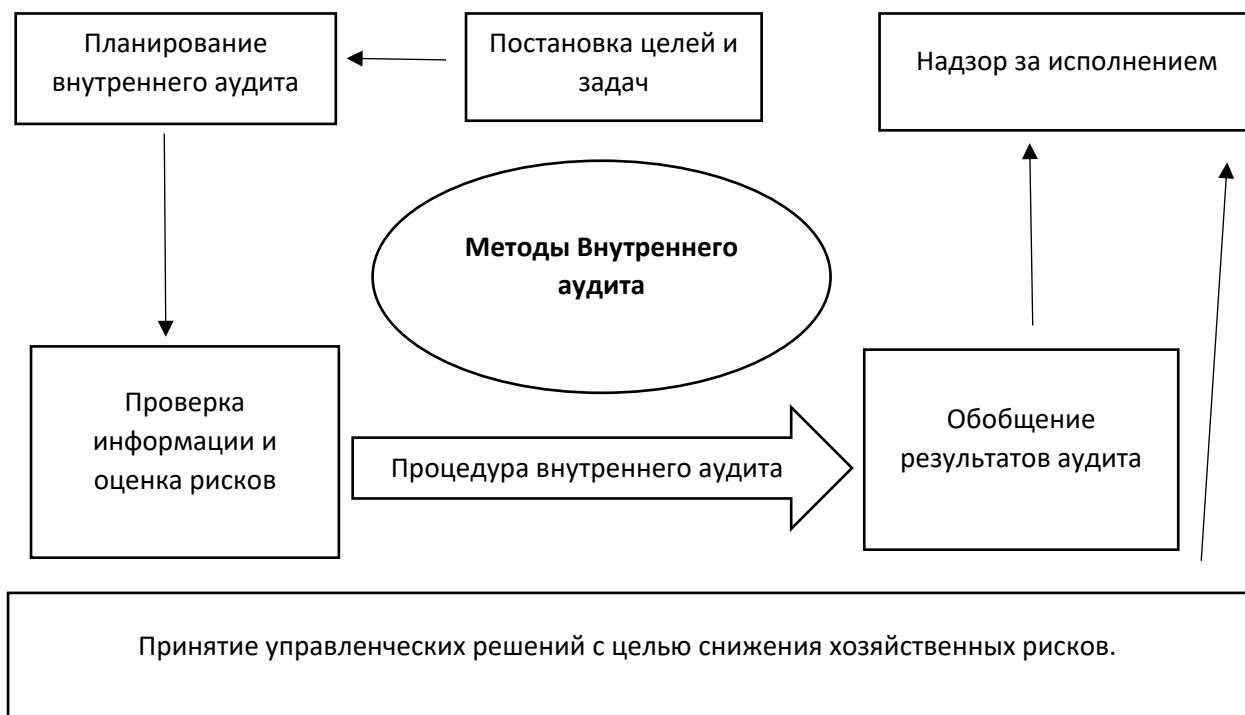 Планирование
внутреннего аудита
Постановка целей и
задач
Надзор за исполнением
Методы Внутреннего
аудита
Проверка
информации и
оценка рисков
Процедура внутреннего аудита
Обобщение
результатов аудита
Принятие управленческих решений с целью снижения хозяйственных рисков.